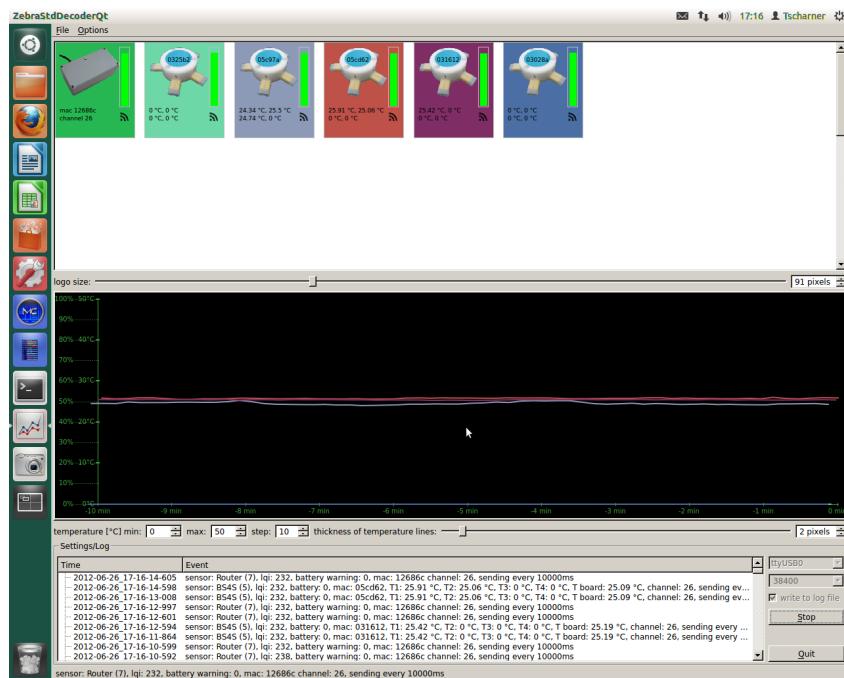 ZebraStdDecoderQt
17:16 Tscharner
File Options
0325b2 05c97a 05cd62 031612 03028a
mac 12686c
channel 26
0 °C, 0 °C
0 °C, 0 °C
24.34 °C, 25.5 °C
24.74 °C, 0 °C
25.91 °C, 25.06 °C
0 °C, 0 °C
25.42 °C, 0 °C
0 °C, 0 °C
0 °C, 0 °C
0 °C, 0 °C
logo size: 91 pixels
100% 50°C
90%
80% 40°C
70%
60% 30°C
50%
40% 20°C
30%
20% 10°C
10%
0% 0°C
-10 min -9 min -8 min -7 min -6 min -5 min -4 min -3 min -2 min -1 min 0 min
temperature [°C] min: 0 max: 50 step: 10 thickness of temperature lines: 2 pixels
Settings/Log
Time Event
2012-06-26_17-16-14-605 sensor: Router (7), lqi: 232, battery warning: 0, mac: 12686c channel: 26, sending every 10000ms
2012-06-26_17-16-14-598 sensor: BS4S (5), lqi: 232, battery: 0, mac: 05cd62, T1: 25.91 °C, T2: 25.06 °C, T3: 0 °C, T4: 0 °C, T board: 25.09 °C, channel: 26, sending ev...
2012-06-26_17-16-13-008 sensor: BS4S (5), lqi: 232, battery: 0, mac: 05cd62, T1: 25.91 °C, T2: 25.06 °C, T3: 0 °C, T4: 0 °C, T board: 25.09 °C, channel: 26, sending ev...
2012-06-26_17-16-12-997 sensor: Router (7), lqi: 232, battery warning: 0, mac: 12686c channel: 26, sending every 10000ms
2012-06-26_17-16-12-601 sensor: Router (7), lqi: 232, battery warning: 0, mac: 12686c channel: 26, sending every 10000ms
2012-06-26_17-16-12-594 sensor: BS4S (5), lqi: 232, battery: 0, mac: 031612, T1: 25.42 °C, T2: 0 °C, T3: 0 °C, T4: 0 °C, T board: 25.19 °C, channel: 26, sending every ...
2012-06-26_17-16-11-864 sensor: BS4S (5), lqi: 232, battery: 0, mac: 031612, T1: 25.42 °C, T2: 0 °C, T3: 0 °C, T4: 0 °C, T board: 25.19 °C, channel: 26, sending every ...
2012-06-26_17-16-10-599 sensor: Router (7), lqi: 232, battery warning: 0, mac: 12686c channel: 26, sending every 10000ms
2012-06-26_17-16-10-592 sensor: Router (7), lqi: 238, battery warning: 0, mac: 12686c channel: 26, sending every 10000ms
ttyUSB0
38400
write to log file
Stop
Quit
sensor: Router (7), lqi: 232, battery warning: 0, mac: 12686c channel: 26, sending every 10000ms